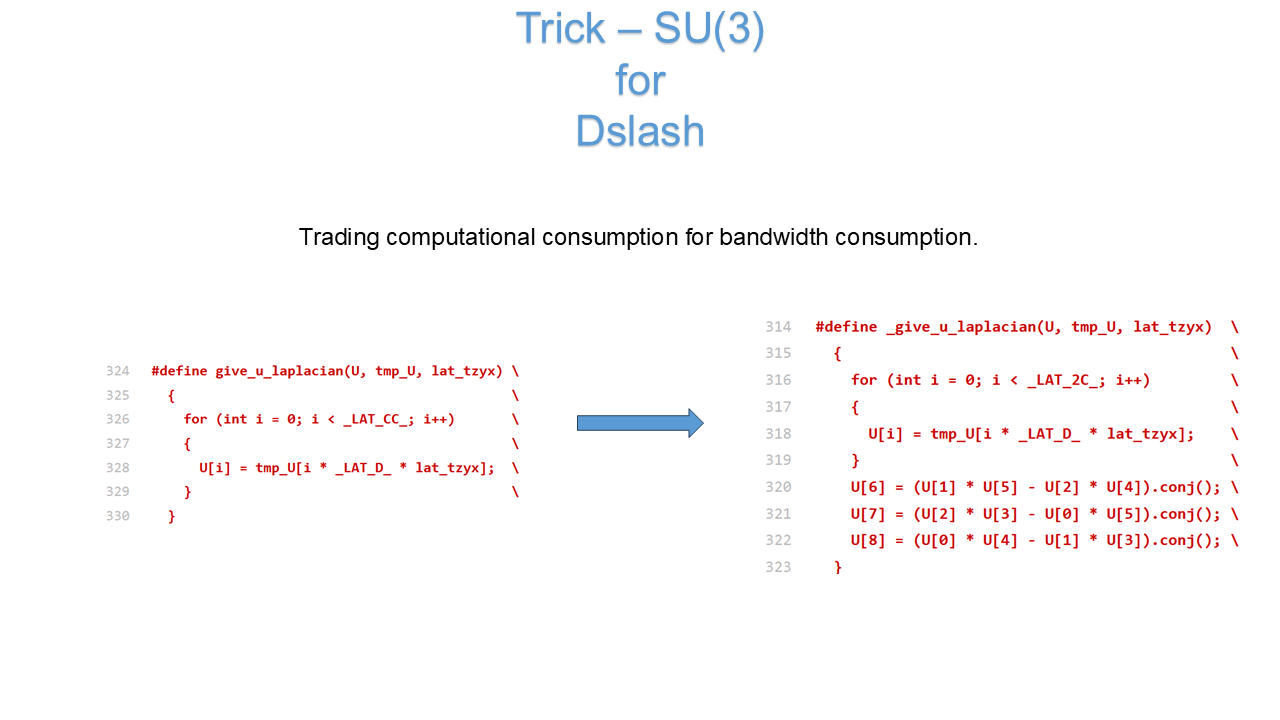 Trick – SU(3)
for
Dslash
Trading computational consumption for bandwidth consumption.
324 #define give_u_laplacian(U, tmp_U, lat_tzyx) \
325 { \
326 for (int i = 0; i < _LAT_CC_; i++) \
327 { \
328 U[i] = tmp_U[i * _LAT_D_ * lat_tzyx]; \
329 } \
330 }
314 #define _give_u_laplacian(U, tmp_U, lat_tzyx) \
315 { \
316 for (int i = 0; i < _LAT_2C_; i++) \
317 { \
318 U[i] = tmp_U[i * _LAT_D_ * lat_tzyx]; \
319 } \
320 U[6] = (U[1] * U[5] - U[2] * U[4]).conj(); \
321 U[7] = (U[2] * U[3] - U[0] * U[5]).conj(); \
322 U[8] = (U[0] * U[4] - U[1] * U[3]).conj(); \
323 }